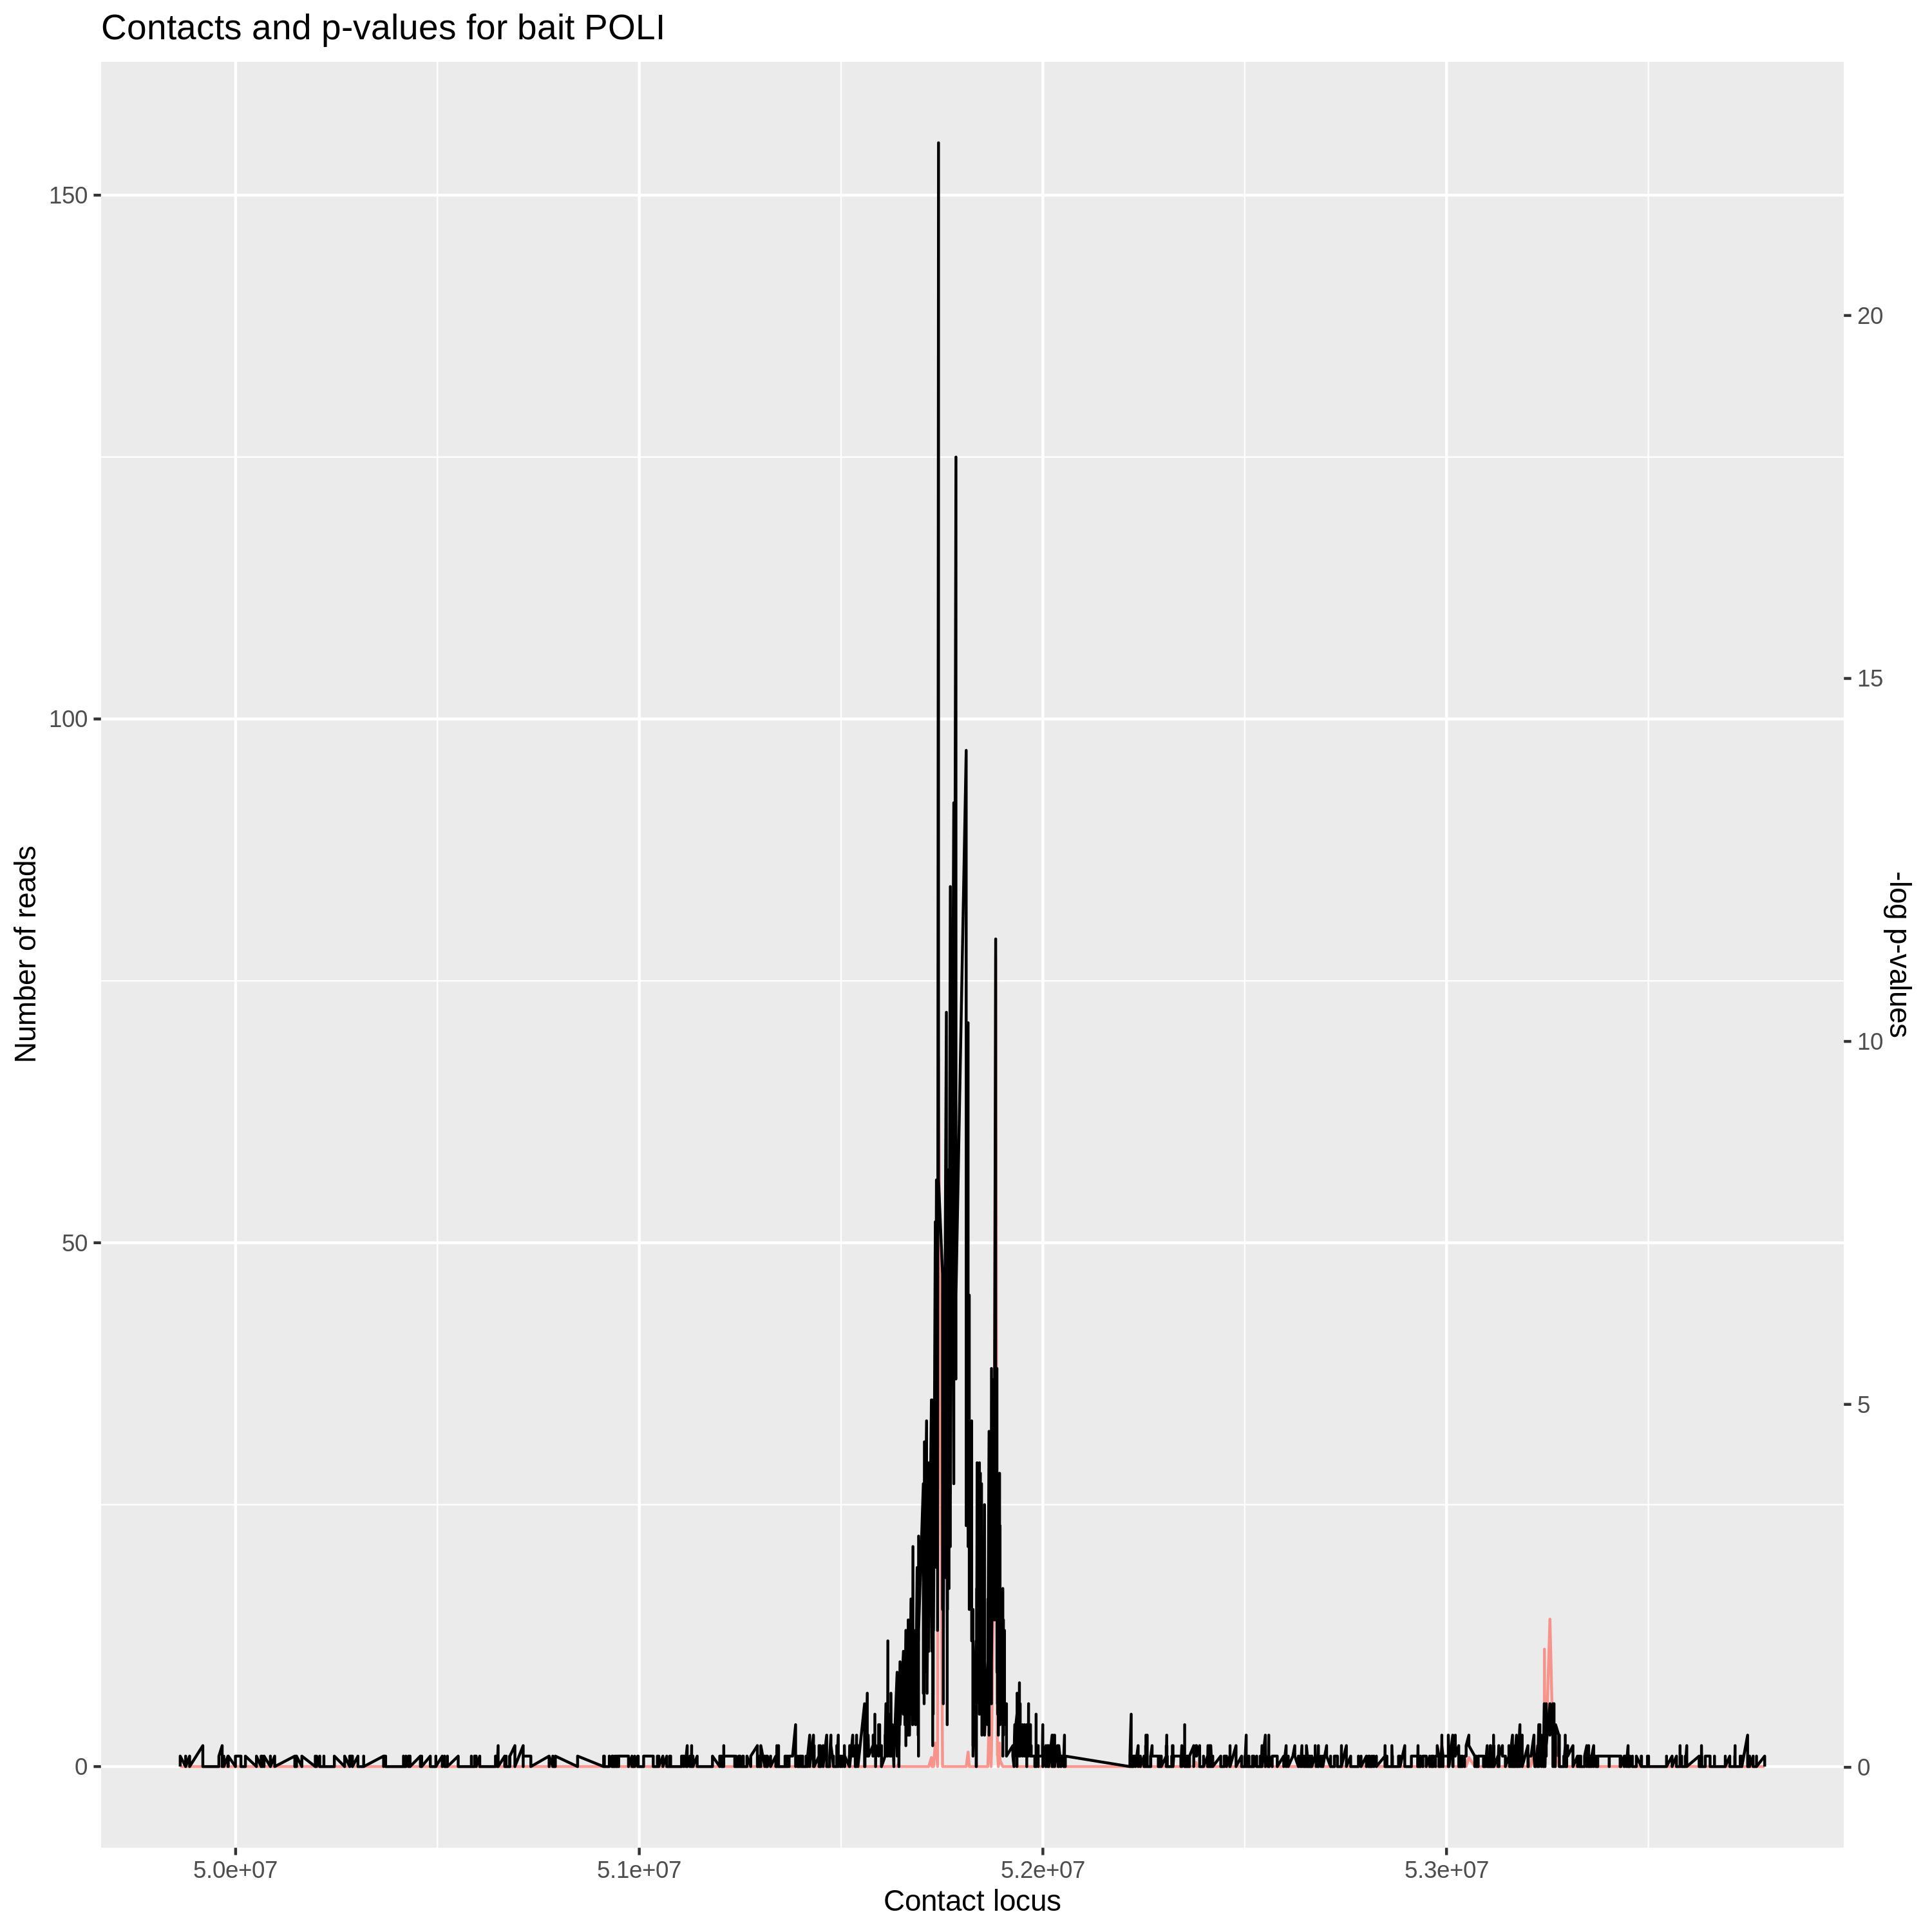 Contacts and p-values for bait POLI
150
100
50
0
Number of reads
20
15
10
5
0
-log p-values
5.0e+07
5.1e+07
5.2e+07
5.3e+07
Contact locus